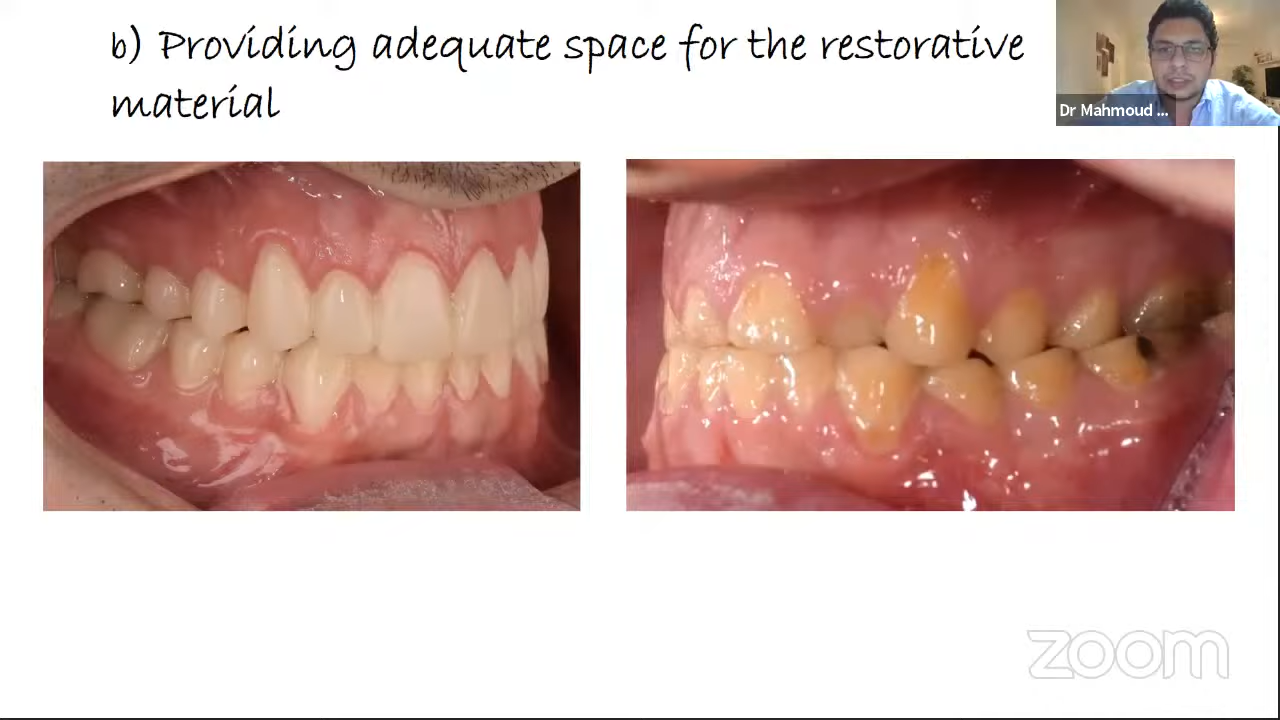 b) Providing adequate space for the restorative
material
Dr Mahmoud ...
zoom